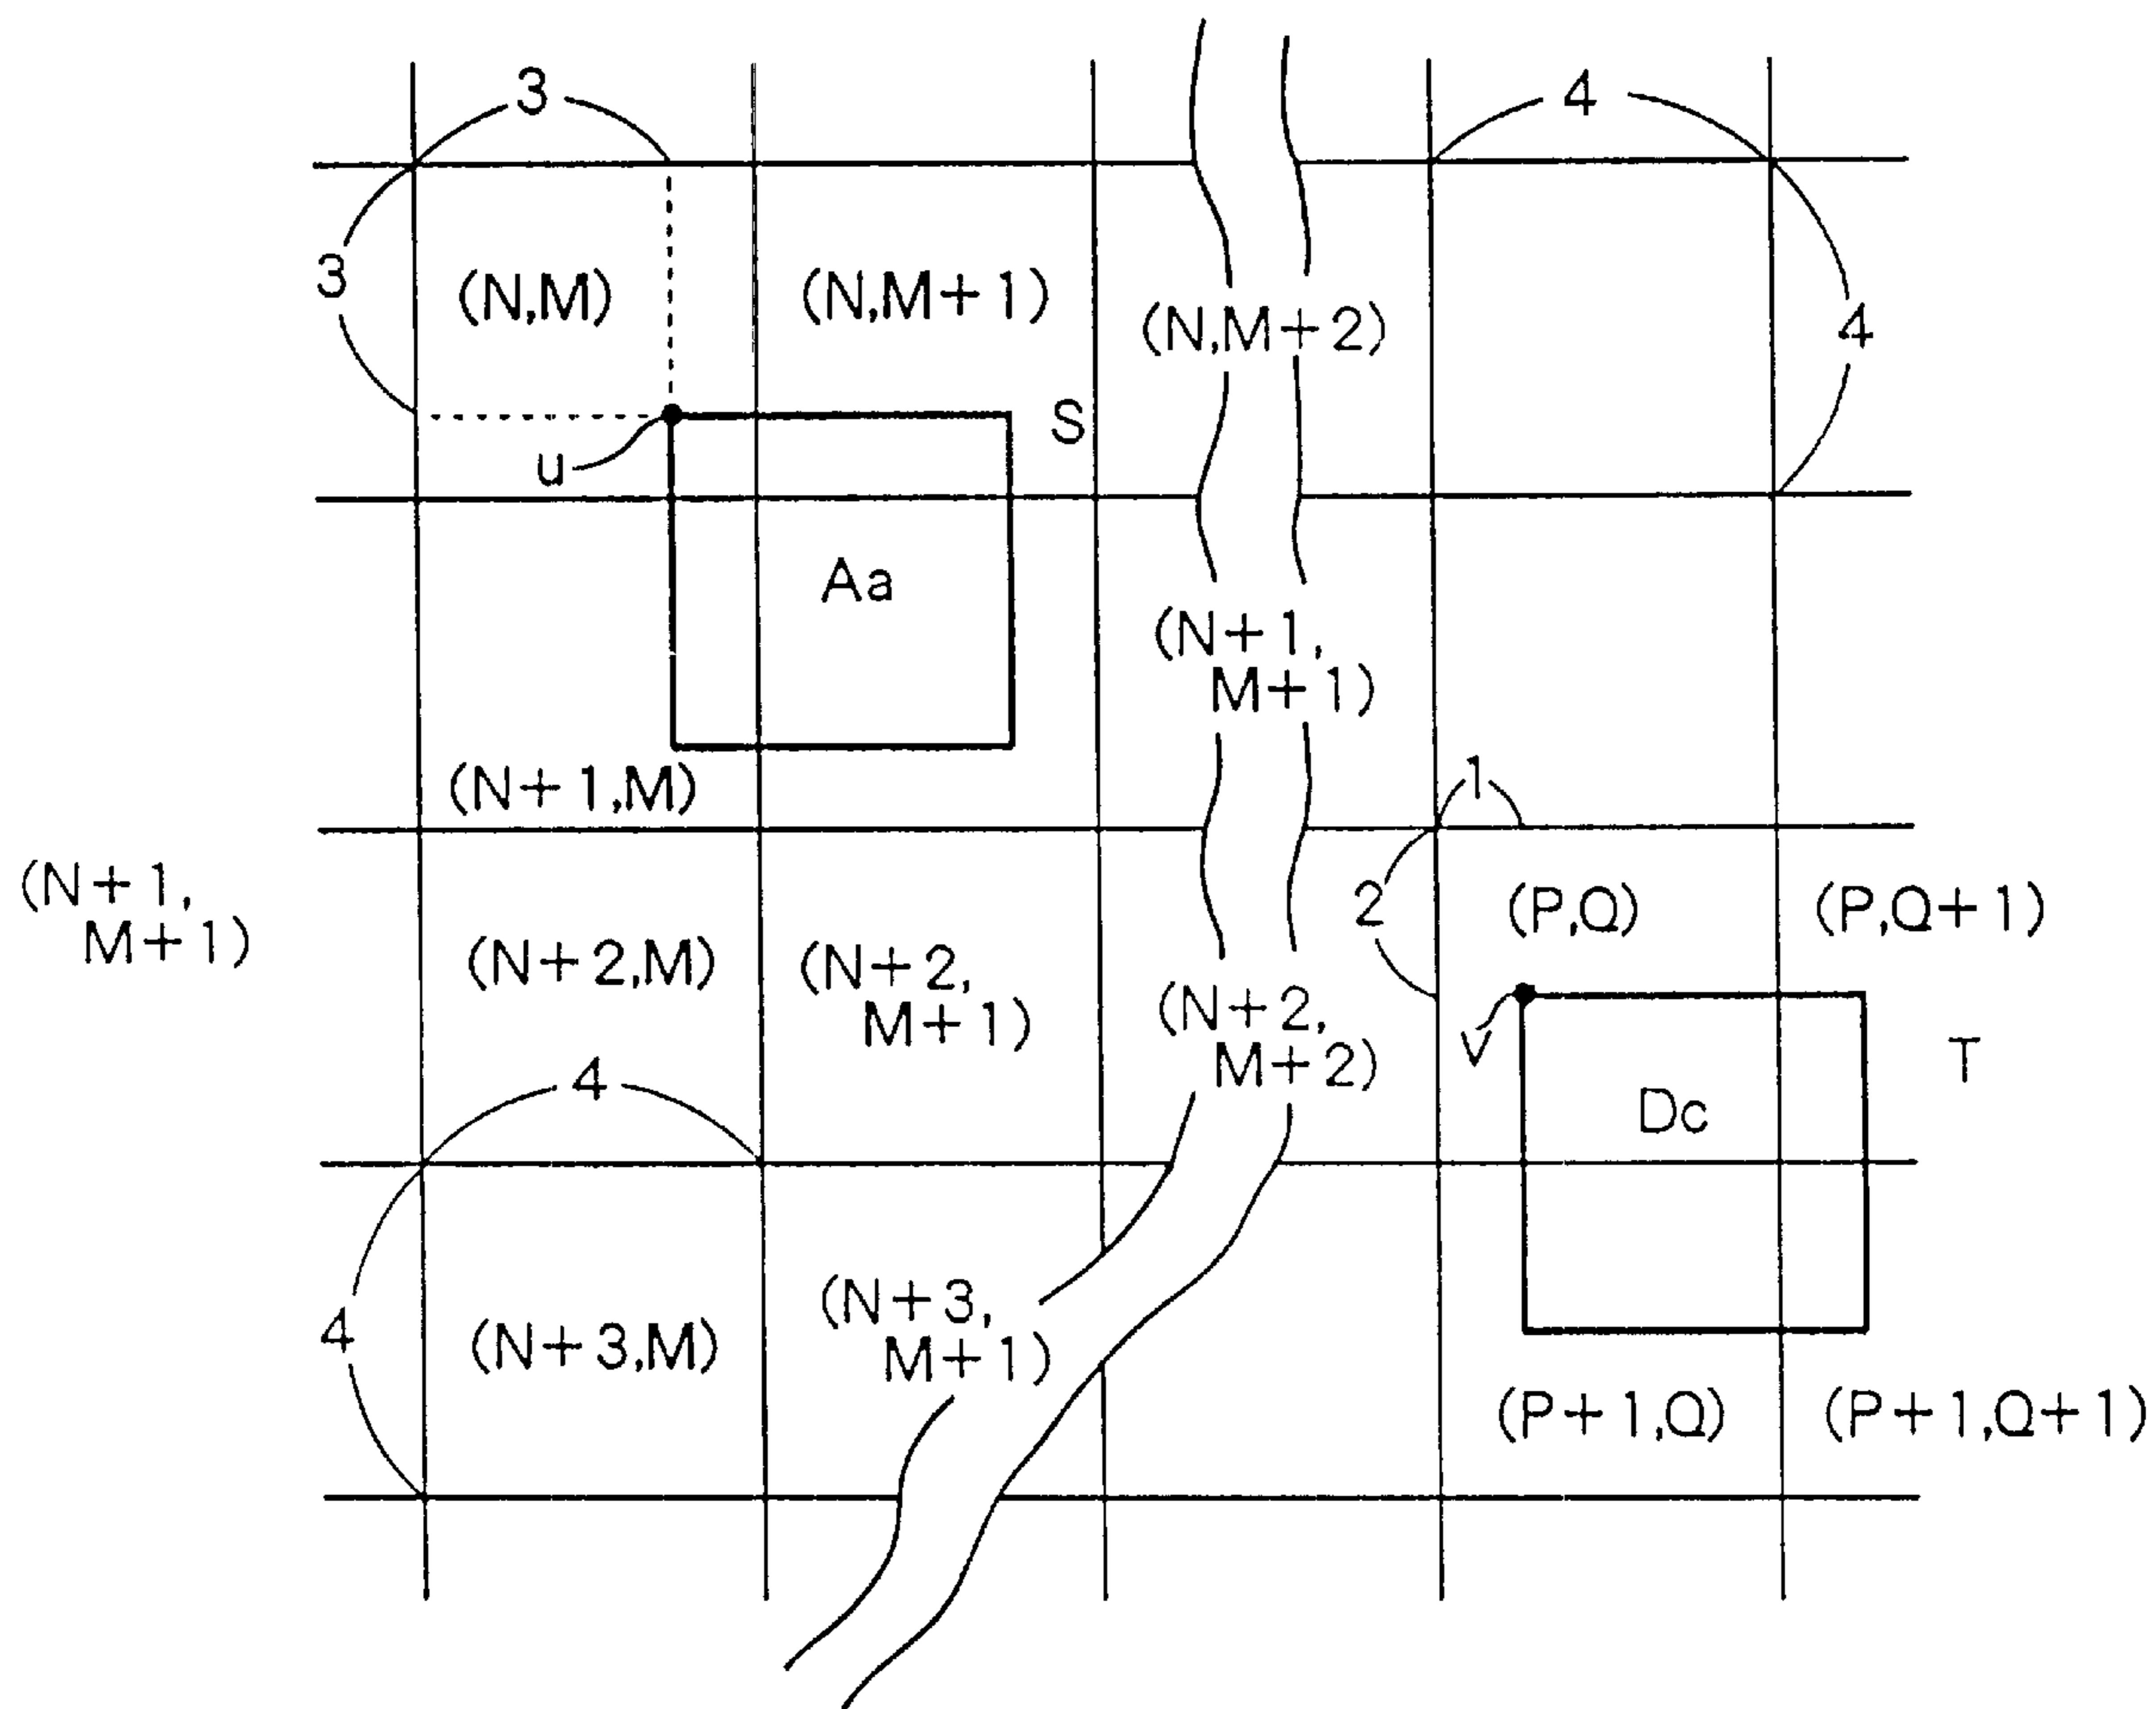 3
4
3
(N,M)
(N,M+1)
(N,M+2)
4
S
u
Aa
(N+1,
M+1)
(N+1,M)
1
(N+1,
M+1)
2
(P,Q)
(P,Q+1)
(N+2,M)
(N+2,
M+1)
(N+2,
M+2)
V
T
4
Dc
(N+3,
M+1)
4
(N+3,M)
(P+1,Q)
(P+1,Q+1)